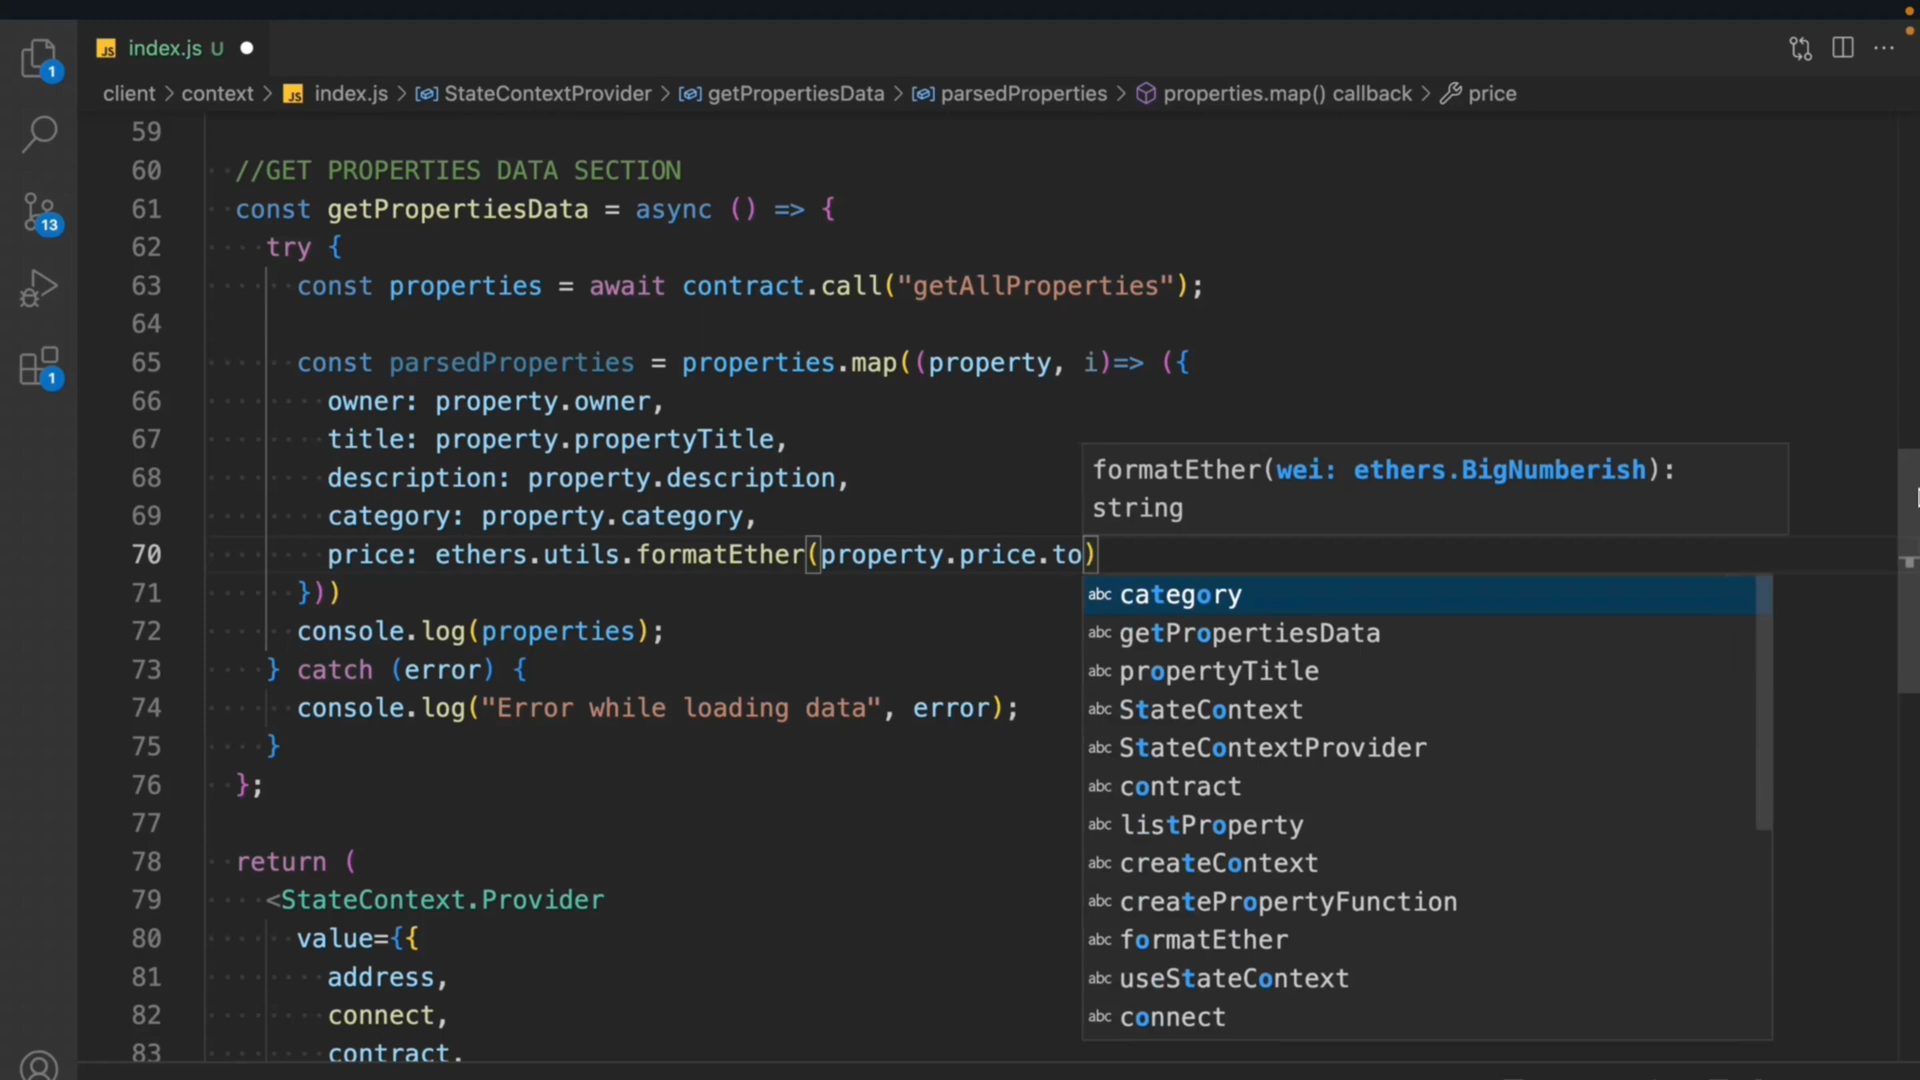 JS index.js U
client > context > JS index.js > StateContextProvider > getPropertiesData > parsedProperties > properties.map() callback > price
1
13
1
59
60 //GET PROPERTIES DATA SECTION
61 const getPropertiesData = async () => {
62 try {
63 const properties = await contract.call("getAllProperties");
64
65 const parsedProperties = properties.map((property, i)=> ({
66 owner: property.owner,
67 title: property.propertyTitle,
68 description: property.description,
69 category: property.category,
70 price: ethers.utils.formatEther(property.price.to)
71 }))
72 console.log(properties);
73 } catch (error) {
74 console.log("Error while loading data", error);
75 }
76 };
77
78 return (
79 <StateContext.Provider
80 value={{
81 address,
82 connect,
83 contract,
formatEther(wei: ethers.BigNumberish):
string
abc category
abc getPropertiesData
abc propertyTitle
abc StateContext
abc StateContextProvider
abc contract
abc listProperty
abc createContext
abc createPropertyFunction
abc formatEther
abc useStateContext
abc connect